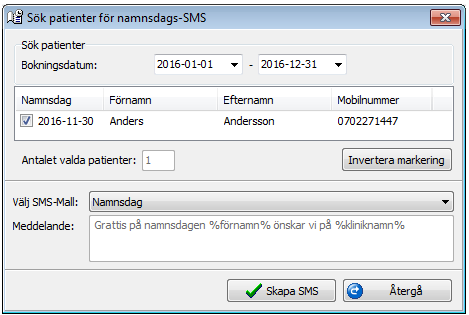 Sök patienter för namnsdags-SMS
Sök patienter
Bokningsdatum: 2016-01-01 - 2016-12-31
Namnsdag Förnamn Efternamn Mobilnummer
2016-11-30 Anders Andersson 0702271447
Antalet valda patienter: 1 Invertera markering
Välj SMS-Mall: Namnsdag
Meddelande: Grattis på namnsdagen %förnamn% önskar vi på %kliniknamn%
Skapa SMS Återgå